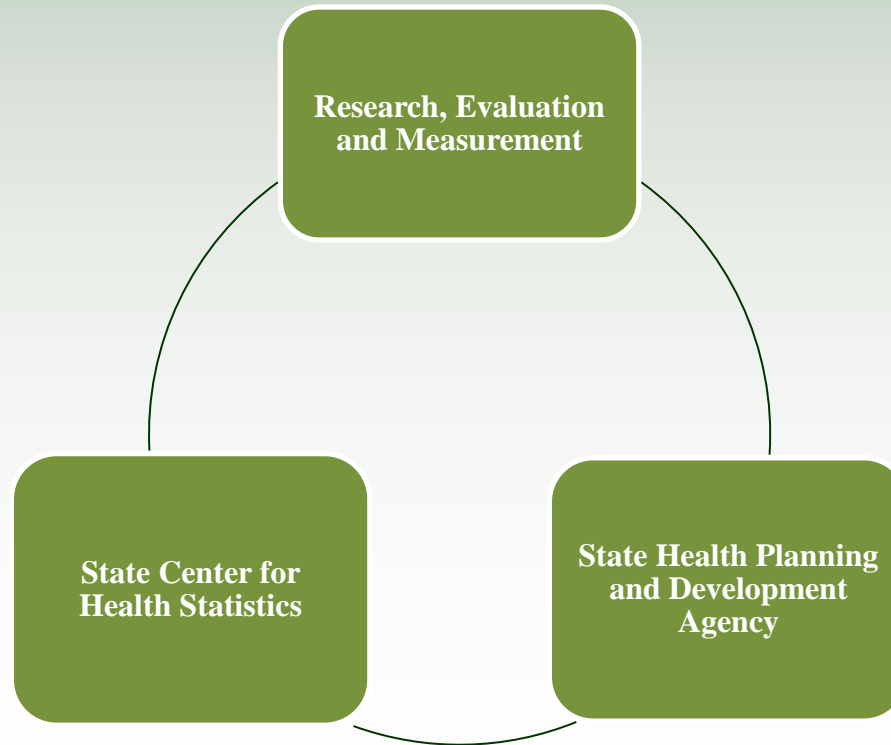 Research, Evaluation
and Measurement
State Center for
Health Statistics
State Health Planning
and Development
Agency